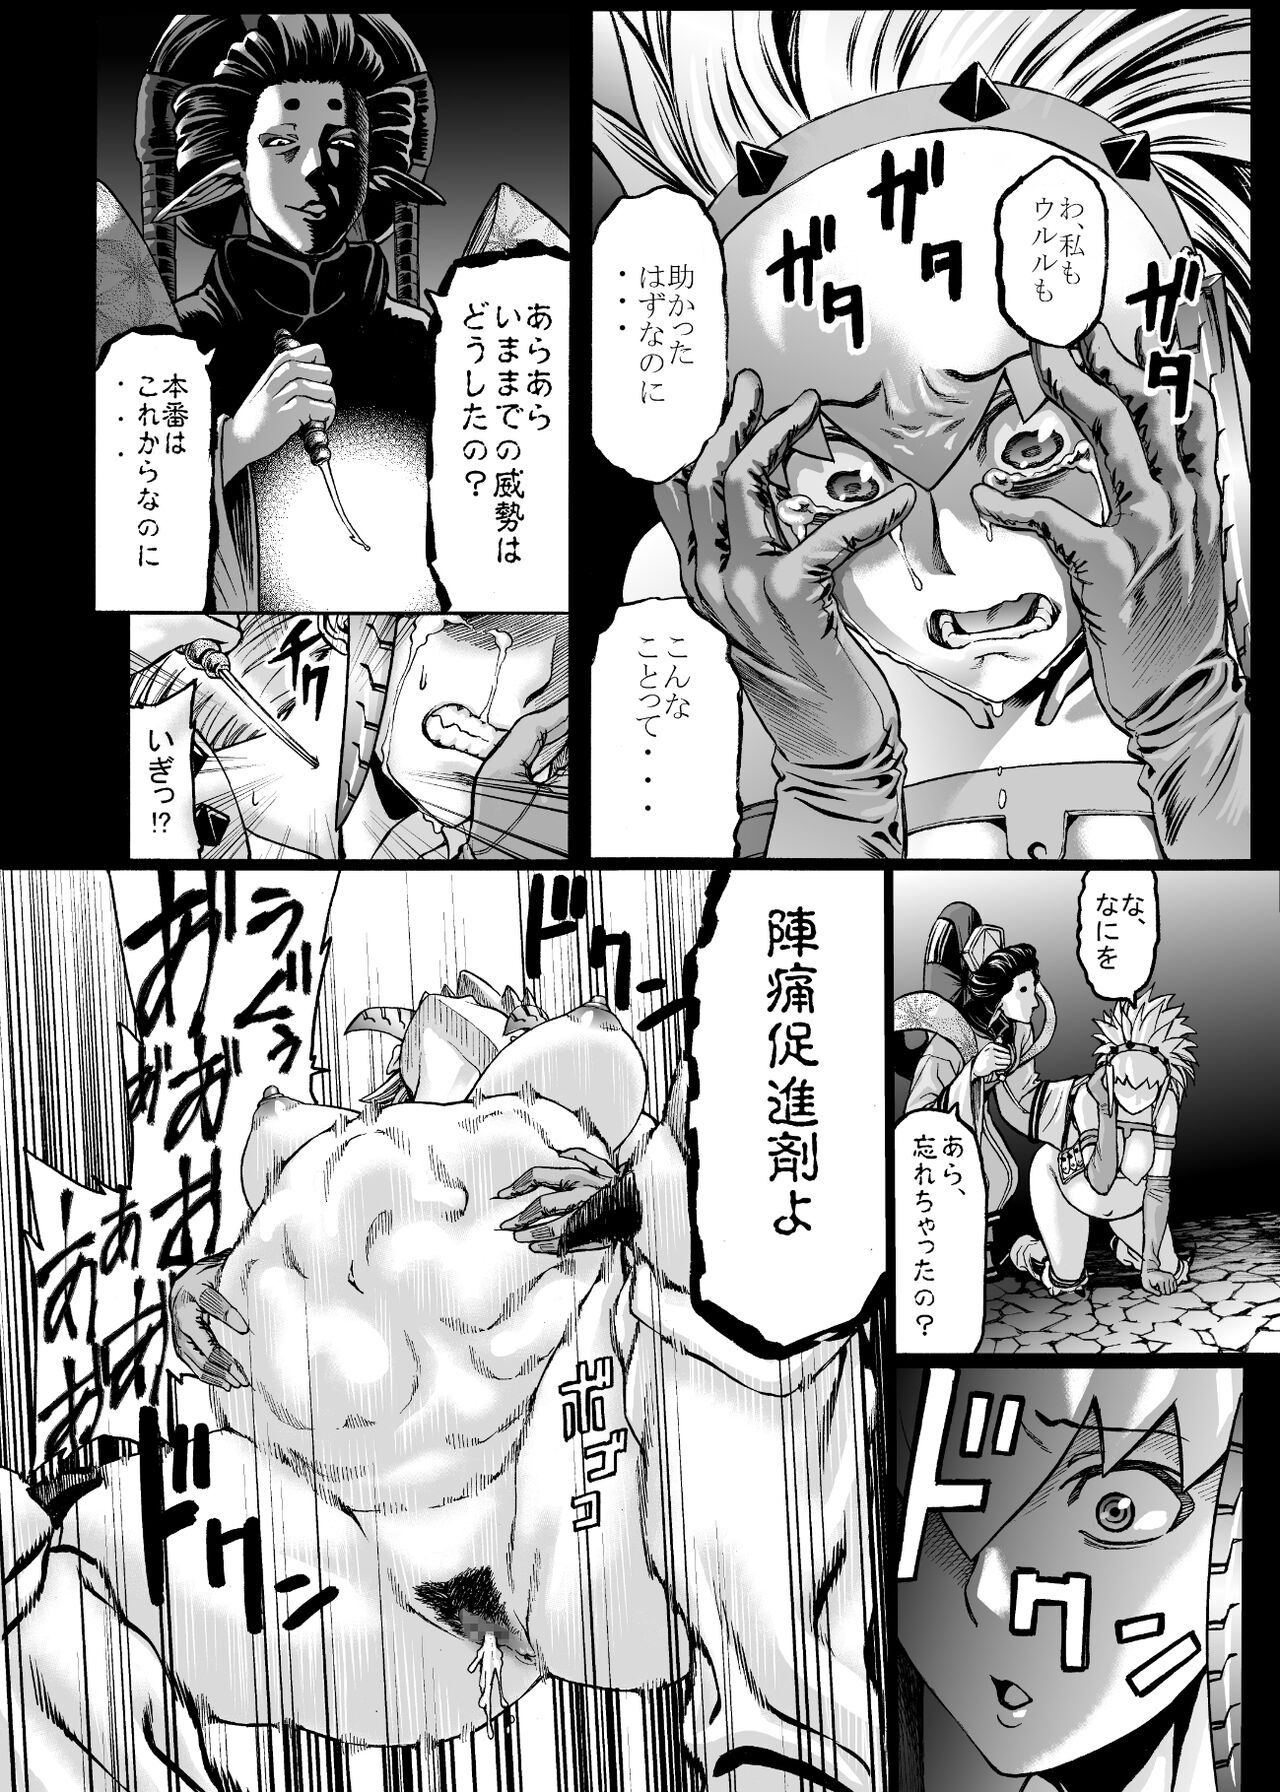 わ、私も
ウルルも
ガタ
ガタ
ガタ
助かった
はずなのに
・・・
こんな
ことって
・・・
あらあら
いままでの威勢は
どうしたの？
本番は
これからなのに
・・・
チク
いぎっ!?
な、
なにを
あら、
忘れちゃったの？
ドクン
陣痛促進剤よ
ドクン
ボゴゴ
うぐぅ
ドクン